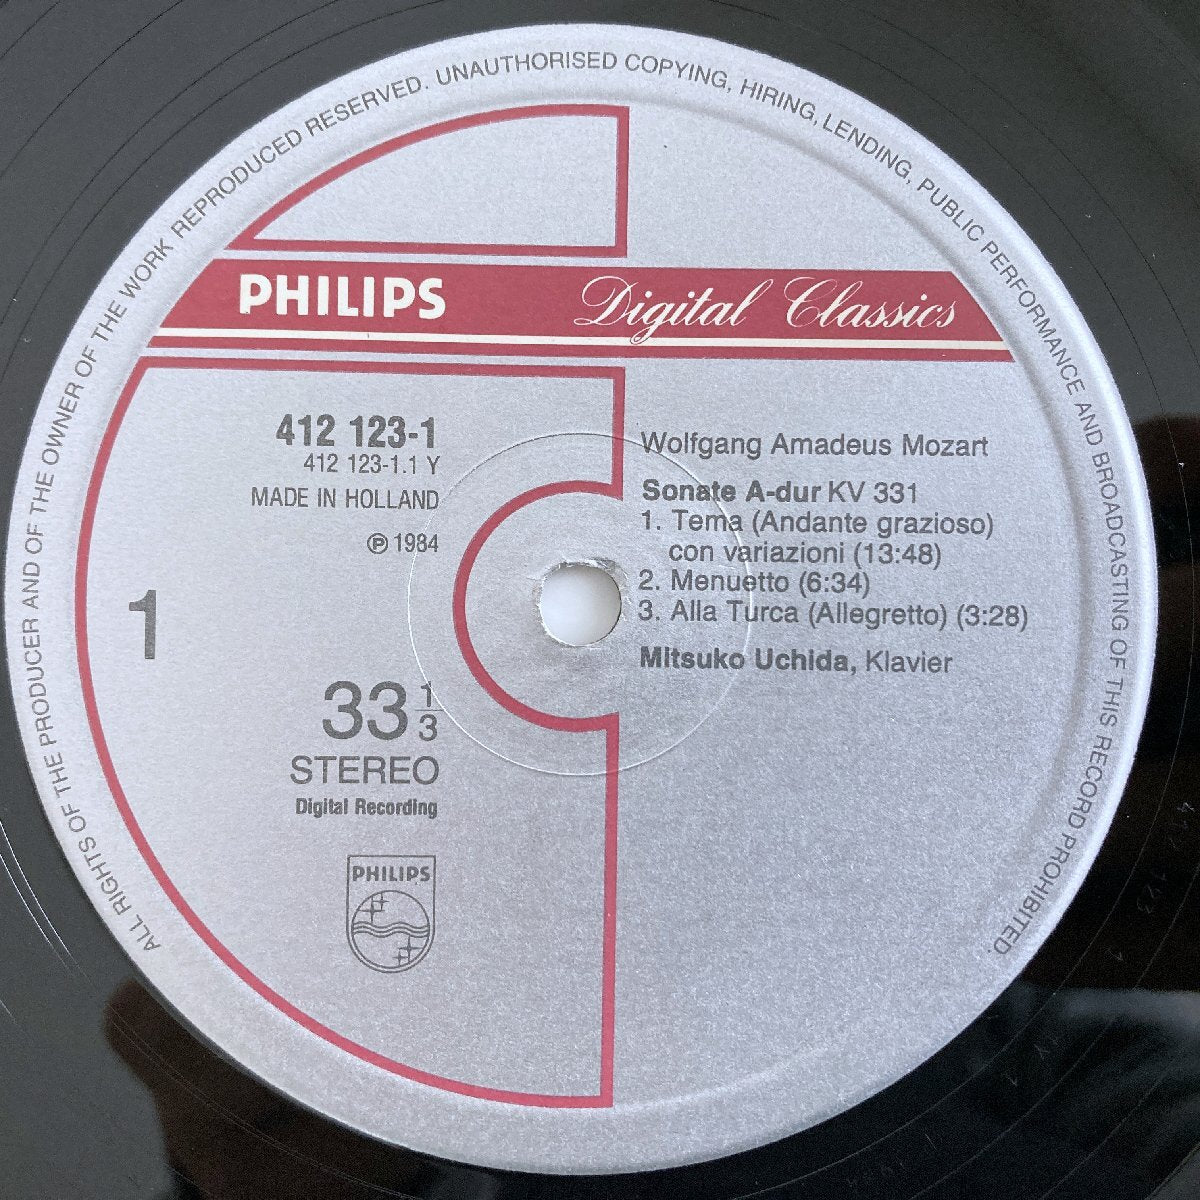 ALL RIGHTS OF THE PRODUCER AND OF THE OWNER OF THE WORK REPRODUCED RESERVED. UNAUTHORISED COPYING, HIRING, LENDING, PUBLIC PERFORMANCE AND BROADCASTING OF THIS RECORD PROHIBITED.
PHILIPS Digital Classics
412 123-1
412 123-1.1 Y
MADE IN HOLLAND
℗ 1984
1
33 1/3
STEREO
Digital Recording
PHILIPS
Wolfgang Amadeus Mozart
Sonate A-dur KV 331
1. Tema (Andante grazioso)
con variazioni (13:48)
2. Menuetto (6:34)
3. Alla Turca (Allegretto) (3:28)
Mitsuko Uchida, Klavier